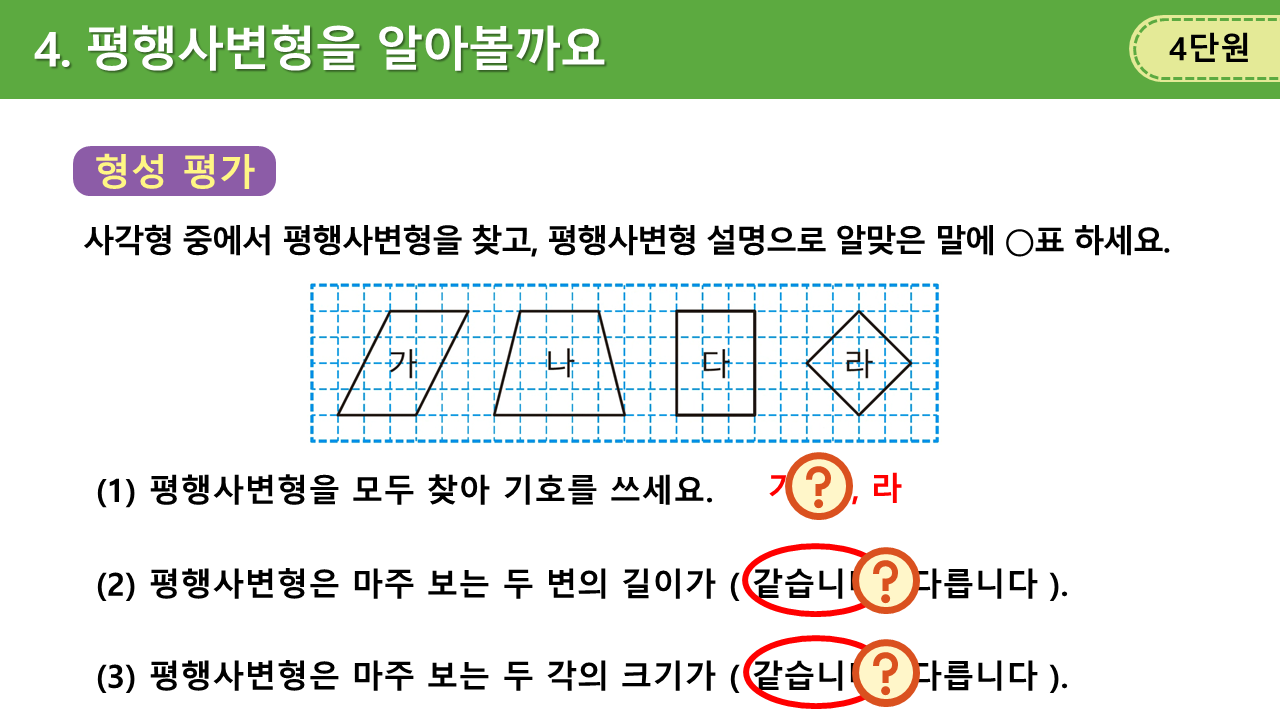 4. 평행사변형을 알아볼까요
4단원
형성 평가
사각형 중에서 평행사변형을 찾고, 평행사변형 설명으로 알맞은 말에 ○표 하세요.
가 나 다 라
(1) 평행사변형을 모두 찾아 기호를 쓰세요. , 라
(2) 평행사변형은 마주 보는 두 변의 길이가 ( 같습니 다릅니다 ).
(3) 평행사변형은 마주 보는 두 각의 크기가 ( 같습니 다릅니다 ).